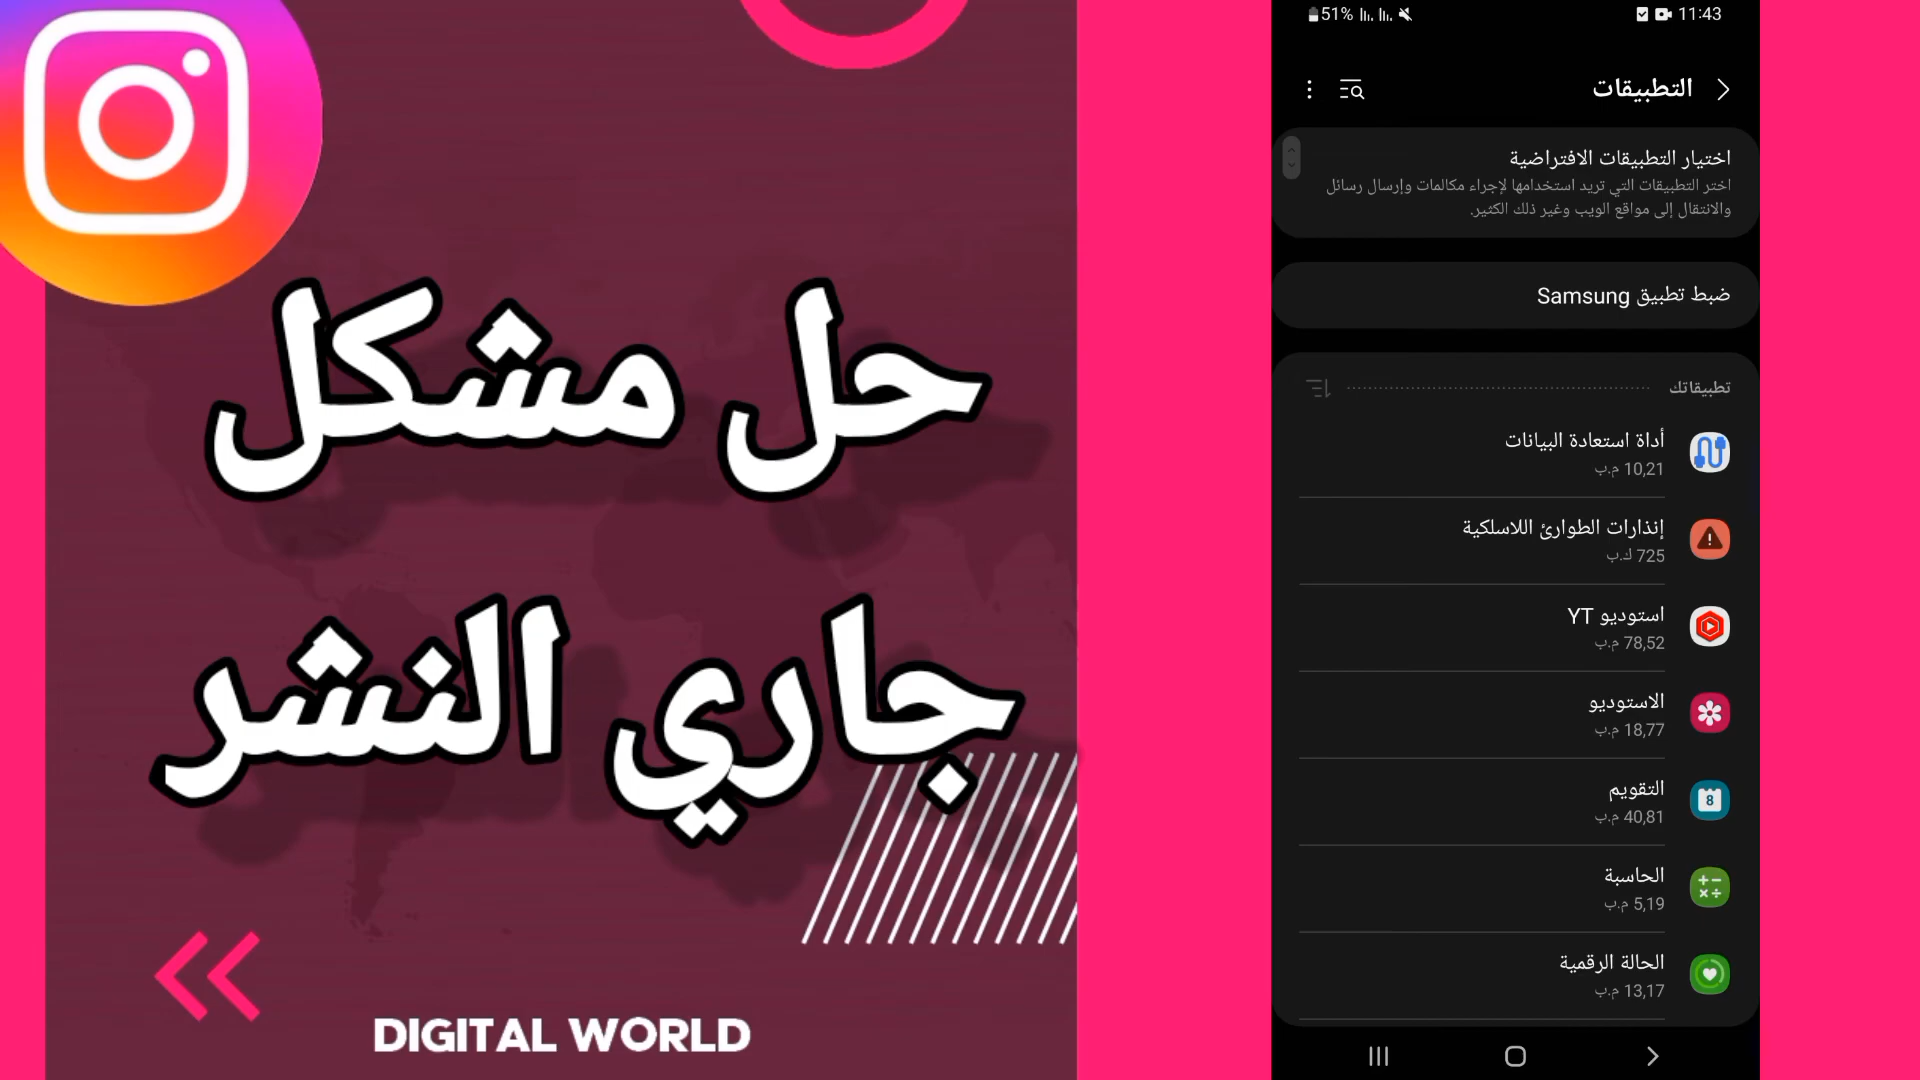 حل مشكل
جاري النشر
DIGITAL WORLD
51% 11:43
التطبيقات
اختيار التطبيقات الافتراضية
اختر التطبيقات التي تريد استخدامها لإجراء مكالمات وإرسال رسائل
والانتقال إلى مواقع الويب وغير ذلك الكثير.
ضبط تطبيق Samsung
تطبيقاتك
أداة استعادة البيانات
10,21 م.ب
إنذارات الطوارئ اللاسلكية
725 ك.ب
استوديو YT
78,52 م.ب
الاستوديو
18,77 م.ب
التقويم
8
40,81 م.ب
الحاسبة
5,19 م.ب
الحالة الرقمية
13,17 م.ب